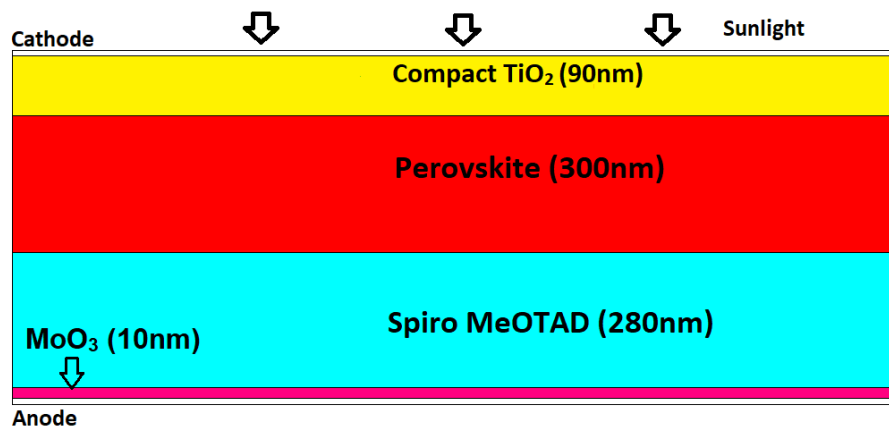 Cathode
Sunlight
Compact TiO₂ (90nm)
Perovskite (300nm)
Spiro MeOTAD (280nm)
MoO₃ (10nm)
Anode